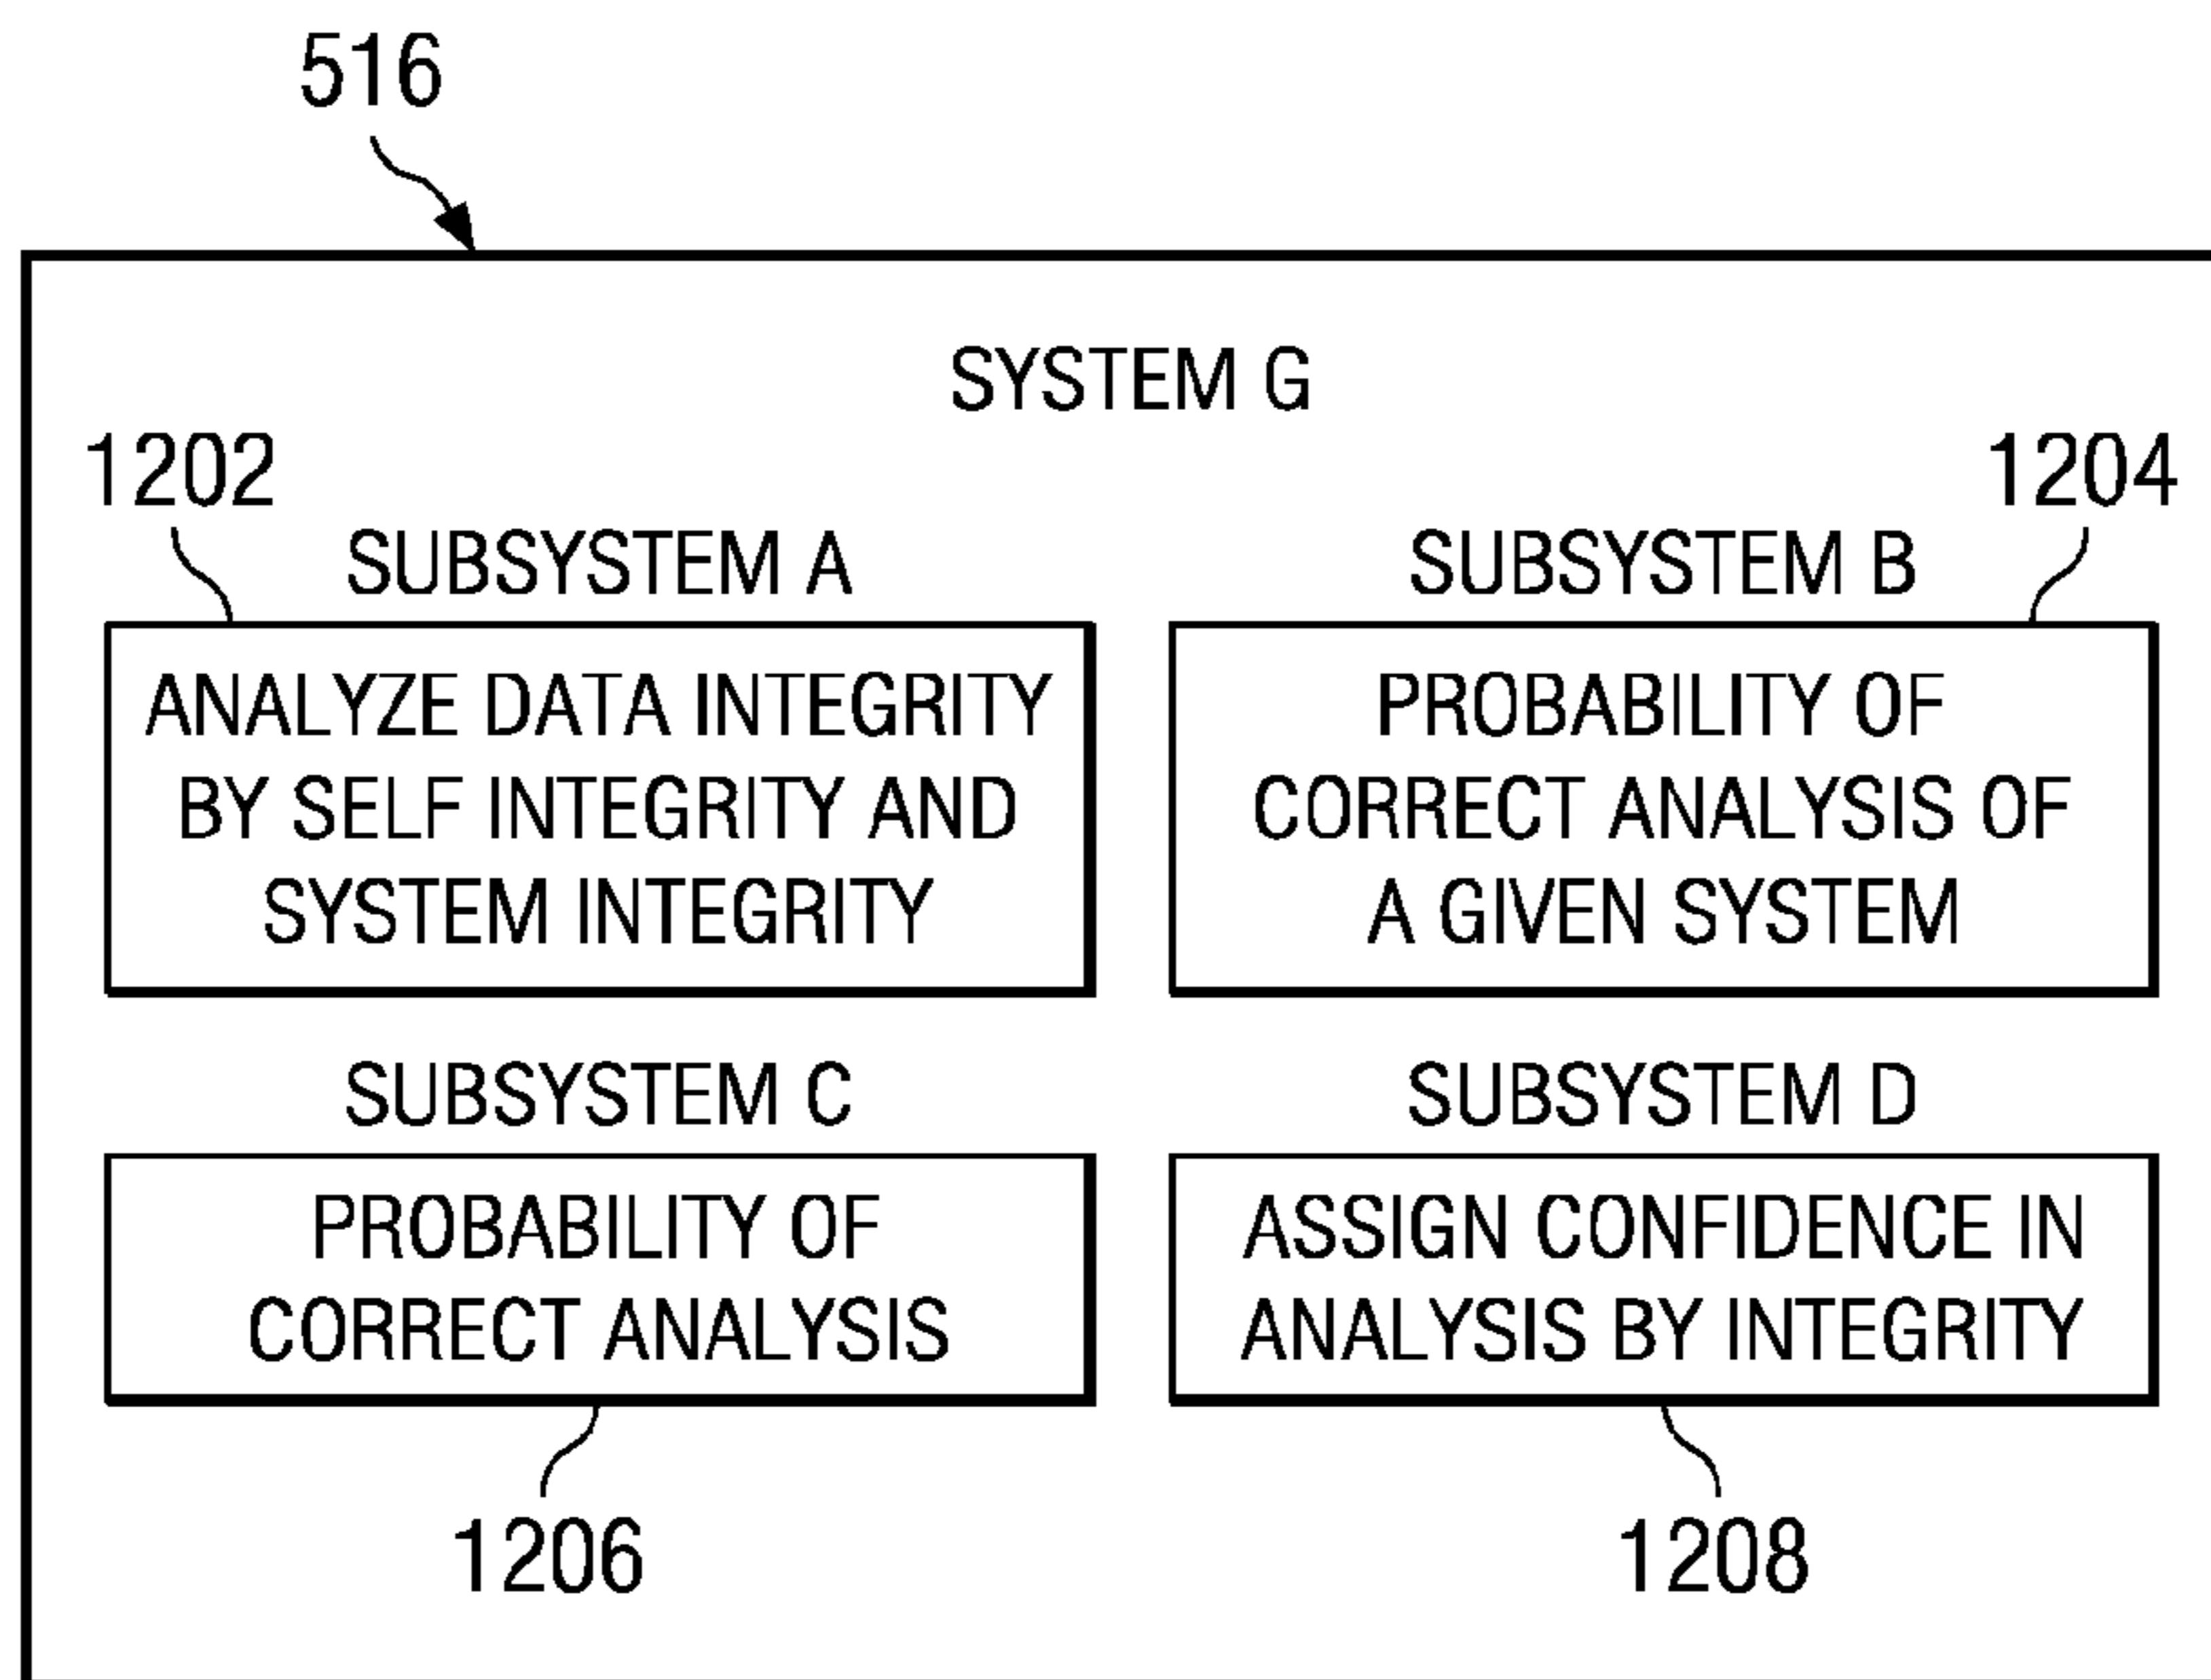 516
SYSTEM G
1202
1204
SUBSYSTEM A
SUBSYSTEM B
ANALYZE DATA INTEGRITY
BY SELF INTEGRITY AND
SYSTEM INTEGRITY
PROBABILITY OF
CORRECT ANALYSIS OF
A GIVEN SYSTEM
SUBSYSTEM C
SUBSYSTEM D
PROBABILITY OF
CORRECT ANALYSIS
ASSIGN CONFIDENCE IN
ANALYSIS BY INTEGRITY
1206
1208